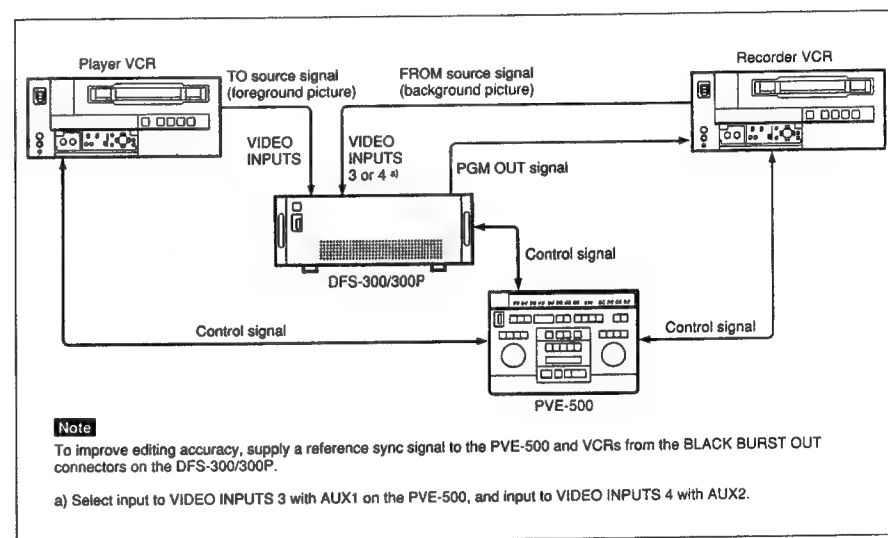 Player VCR
Recorder VCR
TO source signal
(foreground picture)
FROM source signal
(background picture)
VIDEO
INPUTS
VIDEO
INPUTS
3 or 4 a)
PGM OUT signal
DFS-300/300P
Control signal
Control signal
Control signal
PVE-500
Note
To improve editing accuracy, supply a reference sync signal to the PVE-500 and VCRs from the BLACK BURST OUT
connectors on the DFS-300/300P.
a) Select input to VIDEO INPUTS 3 with AUX1 on the PVE-500, and input to VIDEO INPUTS 4 with AUX2.